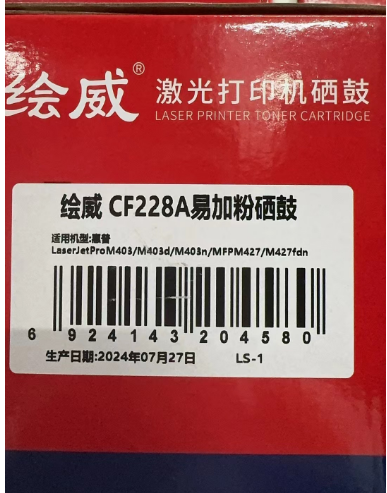 绘威®
激光打印机硒鼓
LASER PRINTER TONER CARTRIDGE
绘威 CF228A易加粉硒鼓
适用机型:惠普
LaserJetProM403/M403d/M403n/MFPM427/M427fdn
6 924143 204580
生产日期:2024年07月27日 LS-1